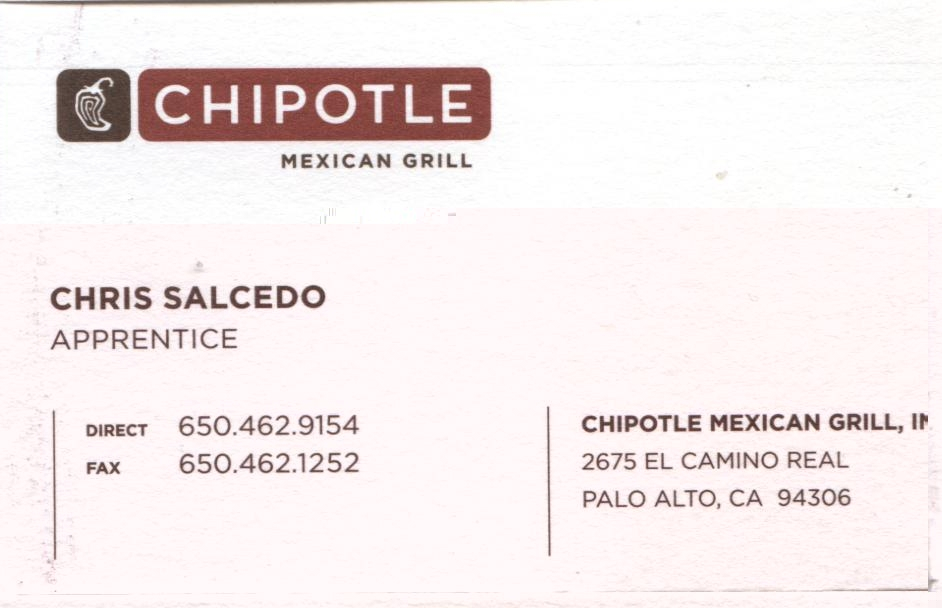 CHIPOTLE
MEXICAN GRILL
CHRIS SALCEDO
APPRENTICE
DIRECT 650.462.9154
FAX 650.462.1252
CHIPOTLE MEXICAN GRILL,
2675 EL CAMINO REAL
PALO ALTO, CA 94306